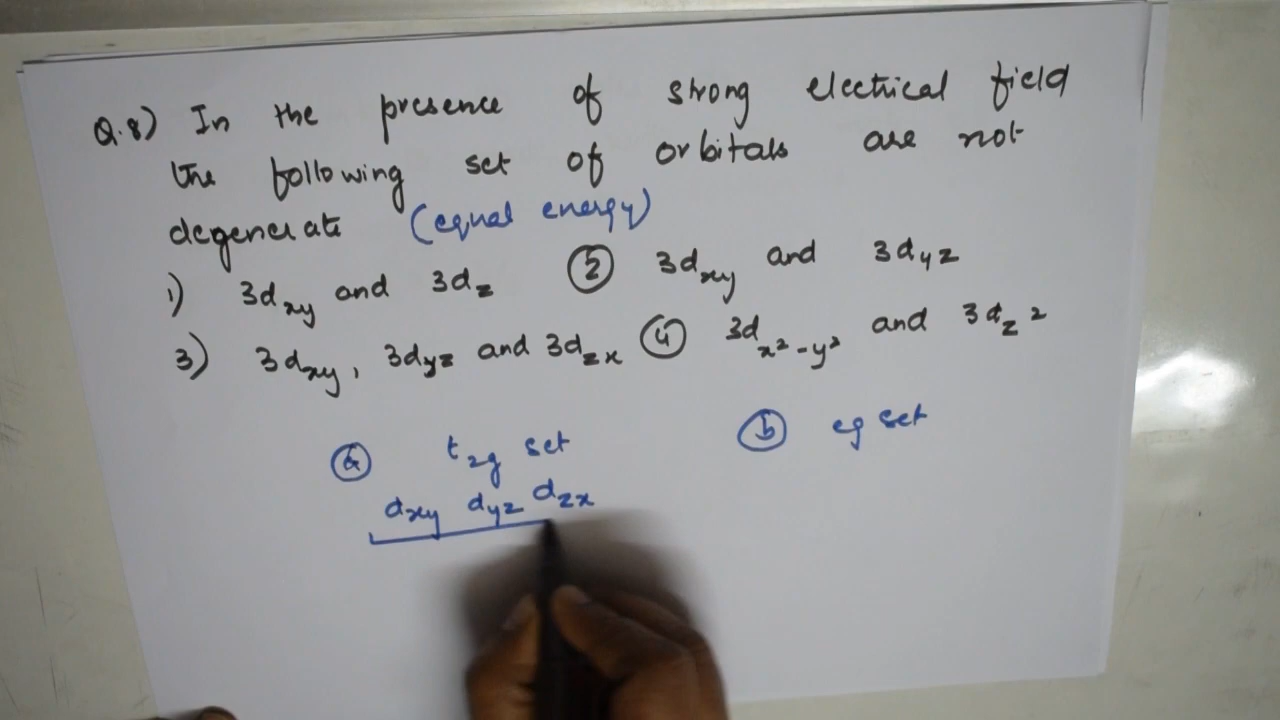 Q.8) In the presence of strong electrical field
the following set of orbitals are not
degenerate (equal energy)
1) 3dxy and 3dz ② 3dxy and 3dyz
3) 3dxy, 3dyz and 3dzx ④ 3dx²-y² and 3dz²
ⓐ t2g set ⓑ eg set
dxy dyz dzx